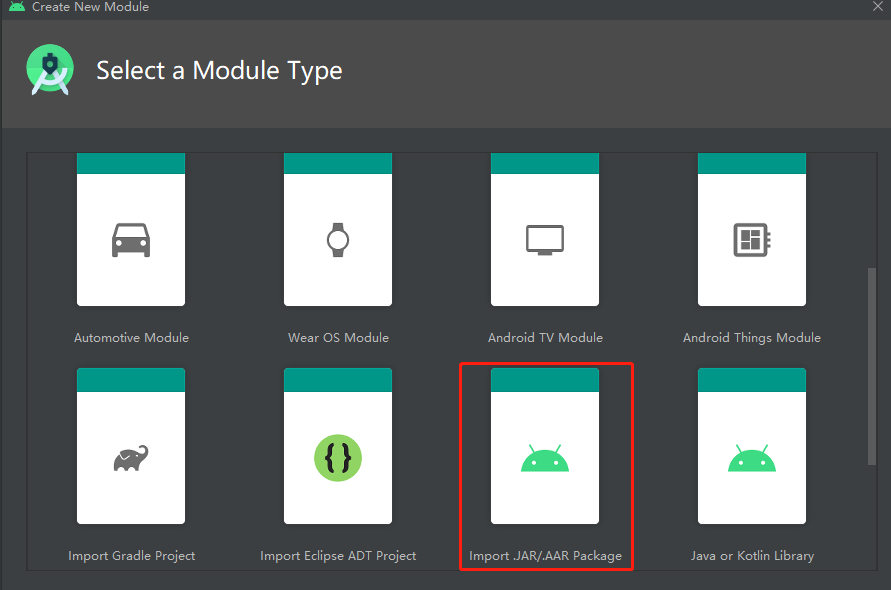 Create New Module
Select a Module Type
Automotive Module
Wear OS Module
Android TV Module
Android Things Module
{}
Import Gradle Project
Import Eclipse ADT Project
Import .JAR/.AAR Package
Java or Kotlin Library